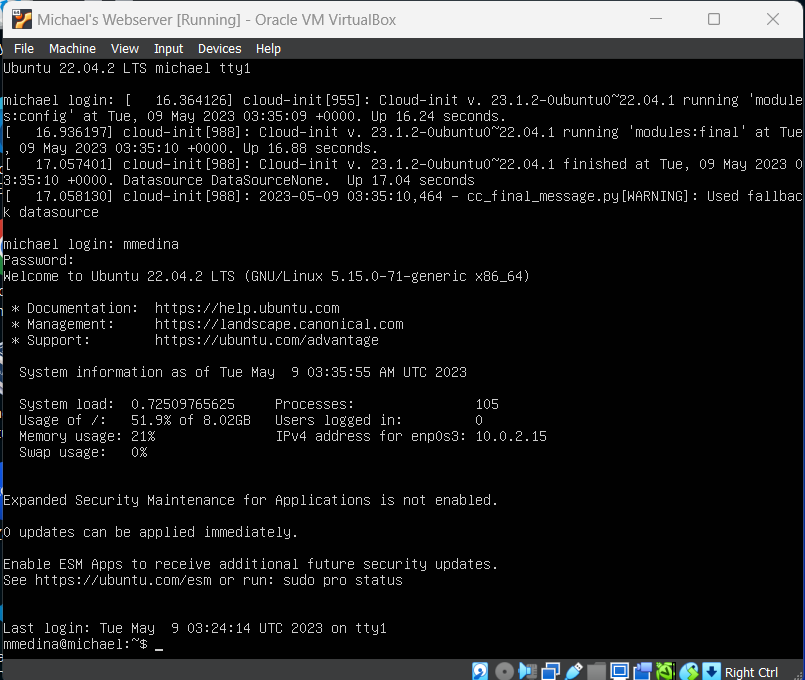 Michael's Webserver [Running] - Oracle VM VirtualBox
File Machine View Input Devices Help
Ubuntu 22.04.2 LTS michael tty1
michael login: [   16.364126] cloud-init[955]: Cloud-init v. 23.1.2-0ubuntu0~22.04.1 running 'module
s:config' at Tue, 09 May 2023 03:35:09 +0000. Up 16.24 seconds.
[   16.936197] cloud-init[988]: Cloud-init v. 23.1.2-0ubuntu0~22.04.1 running 'modules:final' at Tue
, 09 May 2023 03:35:10 +0000. Up 16.88 seconds.
[   17.057401] cloud-init[988]: Cloud-init v. 23.1.2-0ubuntu0~22.04.1 finished at Tue, 09 May 2023 0
3:35:10 +0000. Datasource DataSourceNone.  Up 17.04 seconds
[   17.058130] cloud-init[988]: 2023-05-09 03:35:10,464 - cc_final_message.py[WARNING]: Used fallbac
k datasource
michael login: mmedina
Password:
Welcome to Ubuntu 22.04.2 LTS (GNU/Linux 5.15.0-71-generic x86_64)
* Documentation:  https://help.ubuntu.com
* Management:     https://landscape.canonical.com
* Support:        https://ubuntu.com/advantage
System information as of Tue May  9 03:35:55 AM UTC 2023
System load:  0.72509765625     Processes:               105
Usage of /:   51.9% of 8.02GB   Users logged in:         0
Memory usage: 21%               IPv4 address for enp0s3: 10.0.2.15
Swap usage:   0%
Expanded Security Maintenance for Applications is not enabled.
0 updates can be applied immediately.
Enable ESM Apps to receive additional future security updates.
See https://ubuntu.com/esm or run: sudo pro status
Last login: Tue May  9 03:24:14 UTC 2023 on tty1
mmedina@michael:~$ _
Right Ctrl